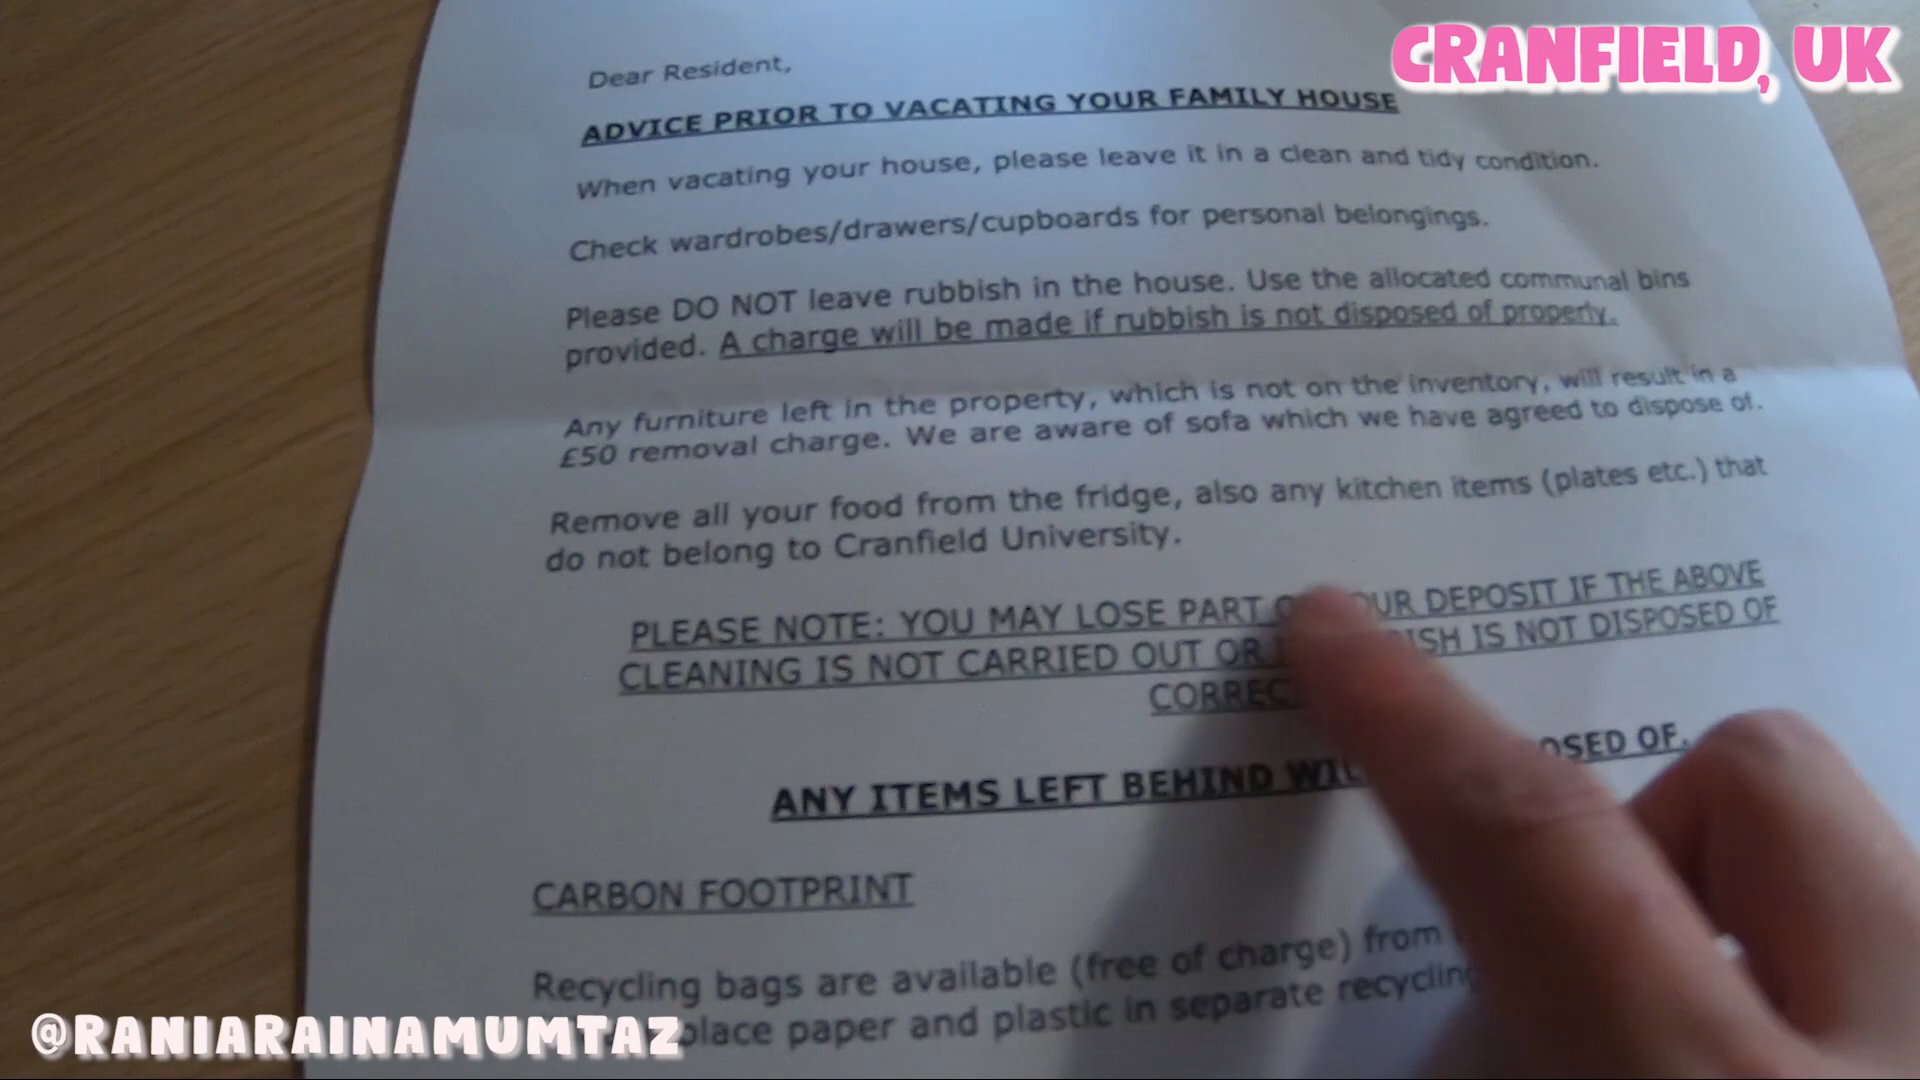 CRANFIELD, UK
Dear Resident,
ADVICE PRIOR TO VACATING YOUR FAMILY HOUSE
When vacating your house, please leave it in a clean and tidy condition.
Check wardrobes/drawers/cupboards for personal belongings.
Please DO NOT leave rubbish in the house. Use the allocated communal bins
provided. A charge will be made if rubbish is not disposed of properly.
Any furniture left in the property, which is not on the inventory, will result in a
£50 removal charge. We are aware of sofa which we have agreed to dispose of.
Remove all your food from the fridge, also any kitchen items (plates etc.) that
do not belong to Cranfield University.
PLEASE NOTE: YOU MAY LOSE PART DEPOSIT IF THE ABOVE
CLEANING IS NOT CARRIED OUT OR IS NOT DISPOSED OF
ANY ITEMS LEFT BEHIND OF.
CARBON FOOTPRINT
Recycling bags are available (free of charge) from
place paper and plastic in separate recycling
@RANIARAINAMUMTAZ